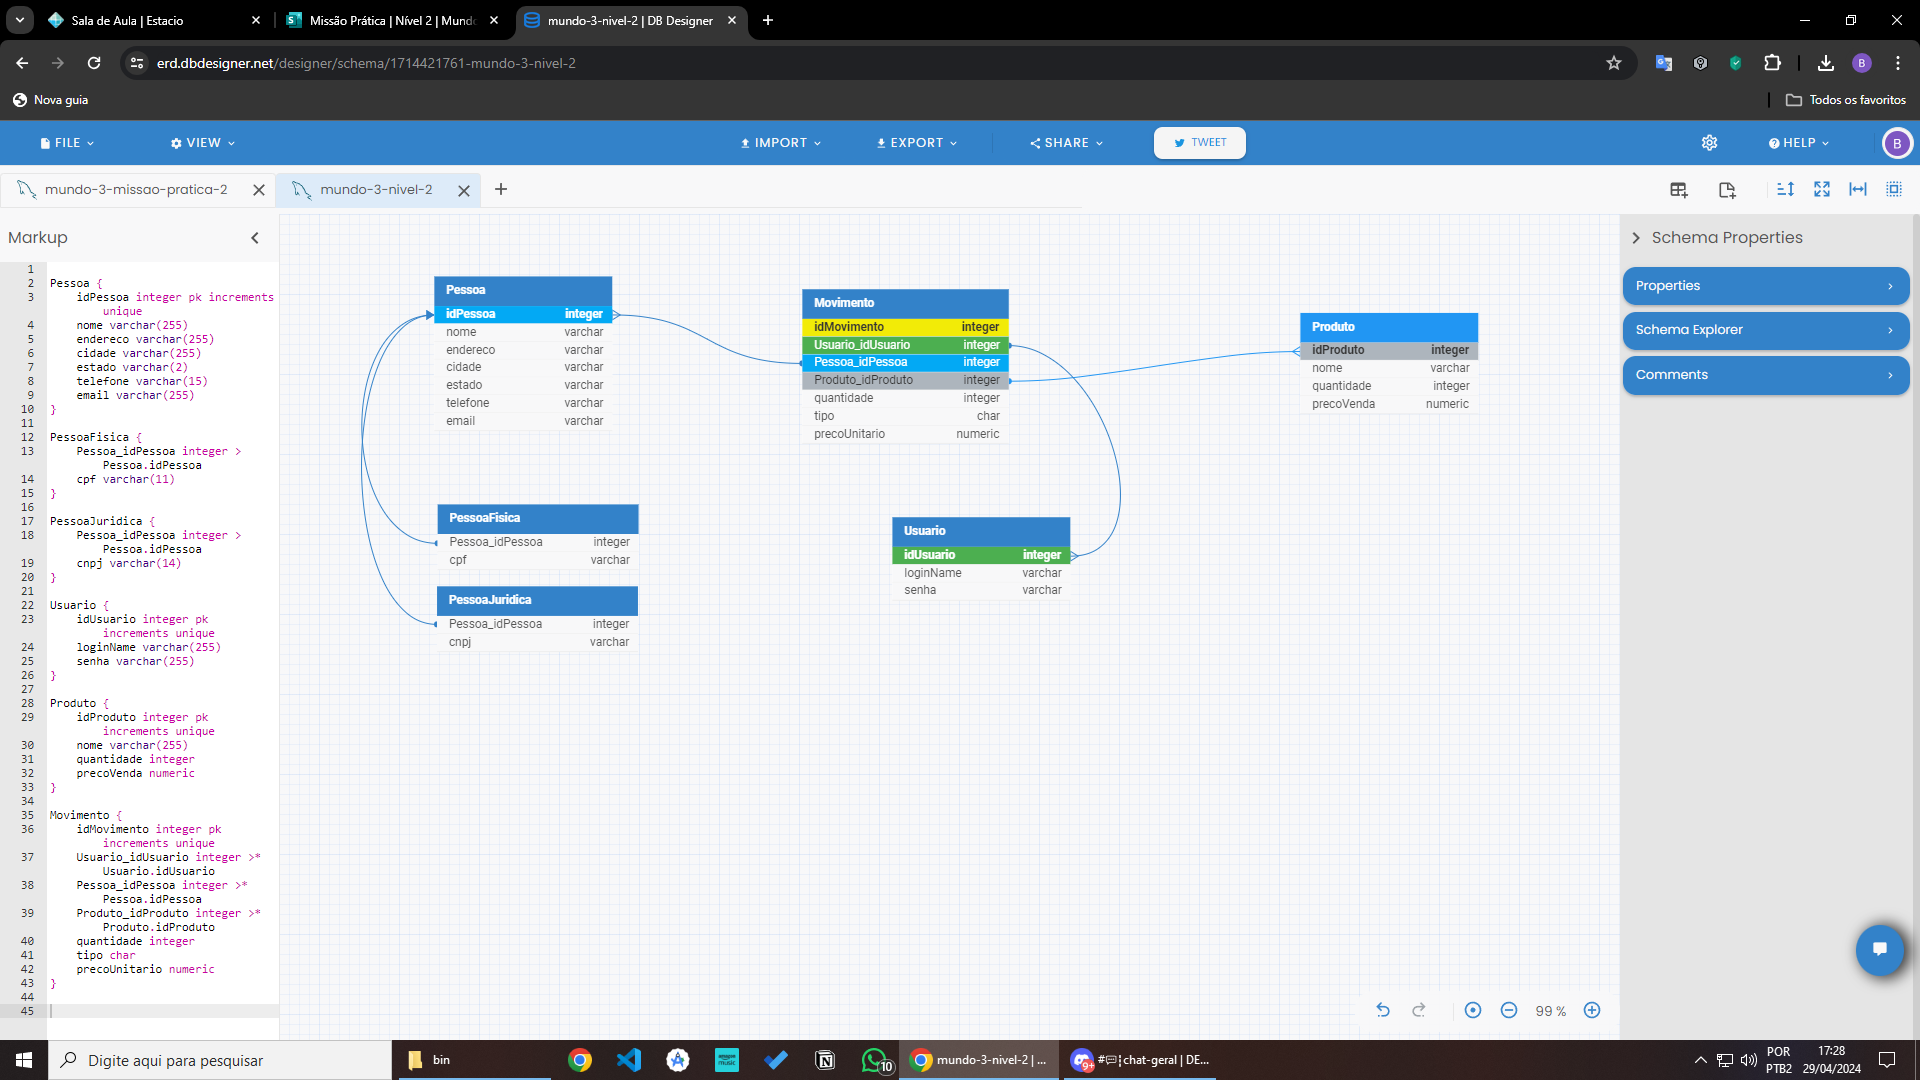 Sala de Aula | Estacio
Missão Prática | Nível 2 | Mund
mundo-3-nivel-2 | DB Designer
erd.dbdesigner.net/designer/schema/1714421761-mundo-3-nivel-2
B
Nova guia
Todos os favoritos
FILE
VIEW
IMPORT
EXPORT
SHARE
TWEET
HELP
B
mundo-3-missao-pratica-2
mundo-3-nivel-2
Markup
1
2 Pessoa {
3 idPessoa integer pk increments
unique
4 nome varchar(255)
5 endereco varchar(255)
6 cidade varchar(255)
7 estado varchar(2)
8 telefone varchar(15)
9 email varchar(255)
10 }
11
12 PessoaFisica {
13 Pessoa_idPessoa integer >
Pessoa.idPessoa
14 cpf varchar(11)
15 }
16
17 PessoaJuridica {
18 Pessoa_idPessoa integer >
Pessoa.idPessoa
19 cnpj varchar(14)
20 }
21
22 Usuario {
23 idUsuario integer pk
increments unique
24 loginName varchar(255)
25 senha varchar(255)
26 }
27
28 Produto {
29 idProduto integer pk
increments unique
30 nome varchar(255)
31 quantidade integer
32 precoVenda numeric
33 }
34
35 Movimento {
36 idMovimento integer pk
increments unique
37 Usuario_idUsuario integer >*
Usuario.idUsuario
38 Pessoa_idPessoa integer >*
Pessoa.idPessoa
39 Produto_idProduto integer >*
Produto.idProduto
40 quantidade integer
41 tipo char
42 precoUnitario numeric
43 }
44
45
Pessoa
idPessoa integer
nome varchar
endereco varchar
cidade varchar
estado varchar
telefone varchar
email varchar
PessoaFisica
Pessoa_idPessoa integer
cpf varchar
PessoaJuridica
Pessoa_idPessoa integer
cnpj varchar
Movimento
idMovimento integer
Usuario_idUsuario integer
Pessoa_idPessoa integer
Produto_idProduto integer
quantidade integer
tipo char
precoUnitario numeric
Usuario
idUsuario integer
loginName varchar
senha varchar
Produto
idProduto integer
nome varchar
quantidade integer
precoVenda numeric
Schema Properties
Properties
Schema Explorer
Comments
99 %
Digite aqui para pesquisar
bin
10
mundo-3-nivel-2 | ...
9+
chat-geral | DE...
POR
PTB2
17:28
29/04/2024